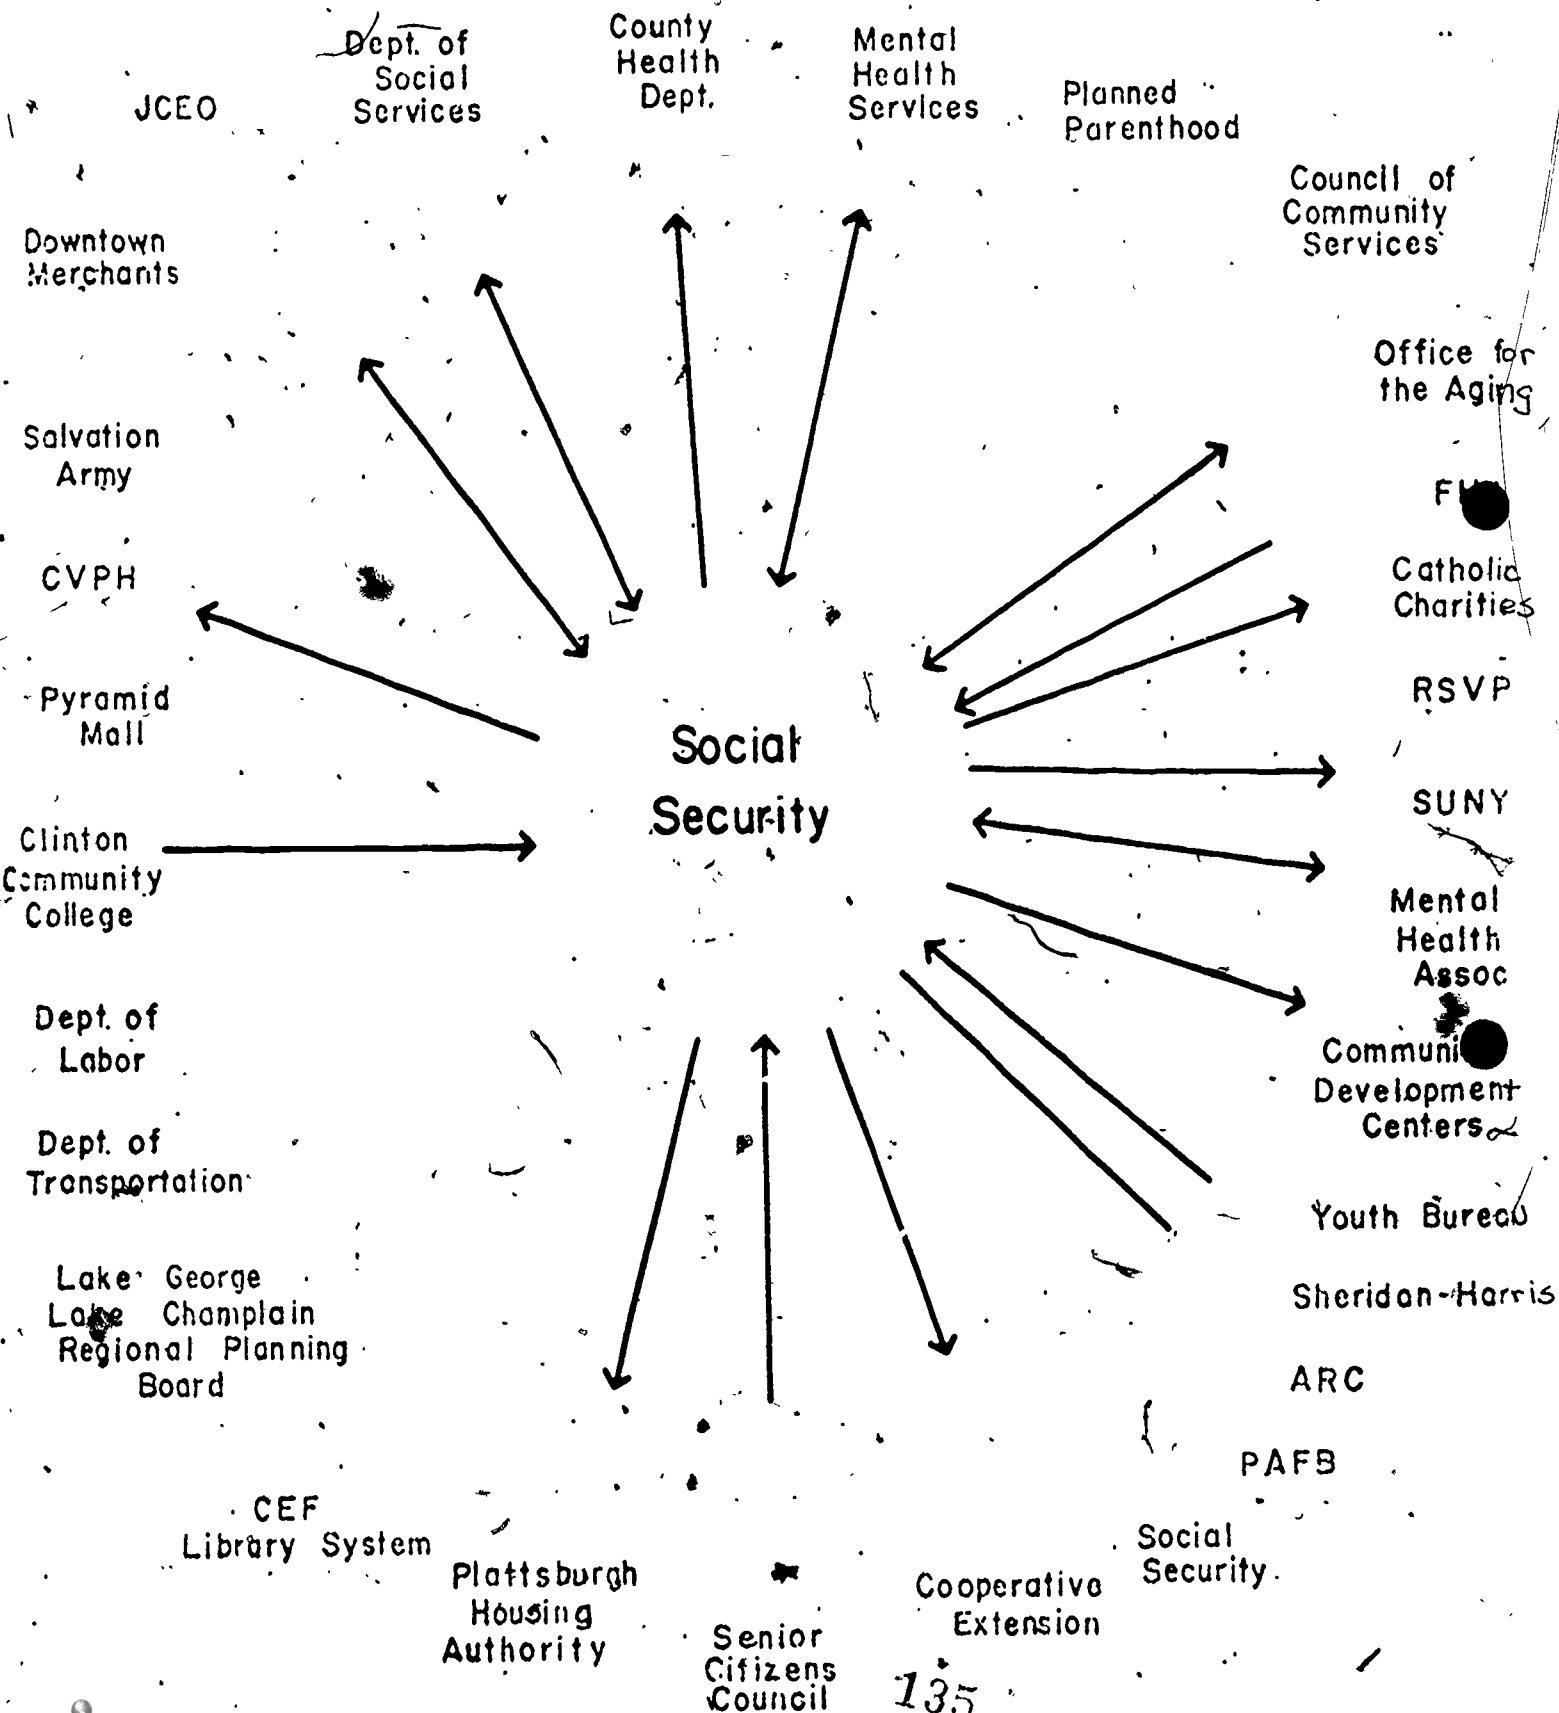 County
Health
Dept.
Dept. of
Social
Services
Mental
Health
Services
JCEO
Planned
Parenthood
Council of
Community
Services
Downtown
Merchants
Office for
the Aging
Salvation
Army
CVPH
Catholic
Charities
Pyramid
Mall
RSVP
Social
Security
SUNY
Clinton
Community
College
Mental
Health
Assoc
Dept. of
Labor
Development
Centers
Dept. of
Transportation
Youth Bureau
Lake George
Lake Champlain
Regional Planning
Board
Sheridan-Harris
ARC
PAFB
CEF
Library System
Social
Security
Plattsburgh
Housing
Authority
Cooperative
Extension
Senior
Citizens
Council
135